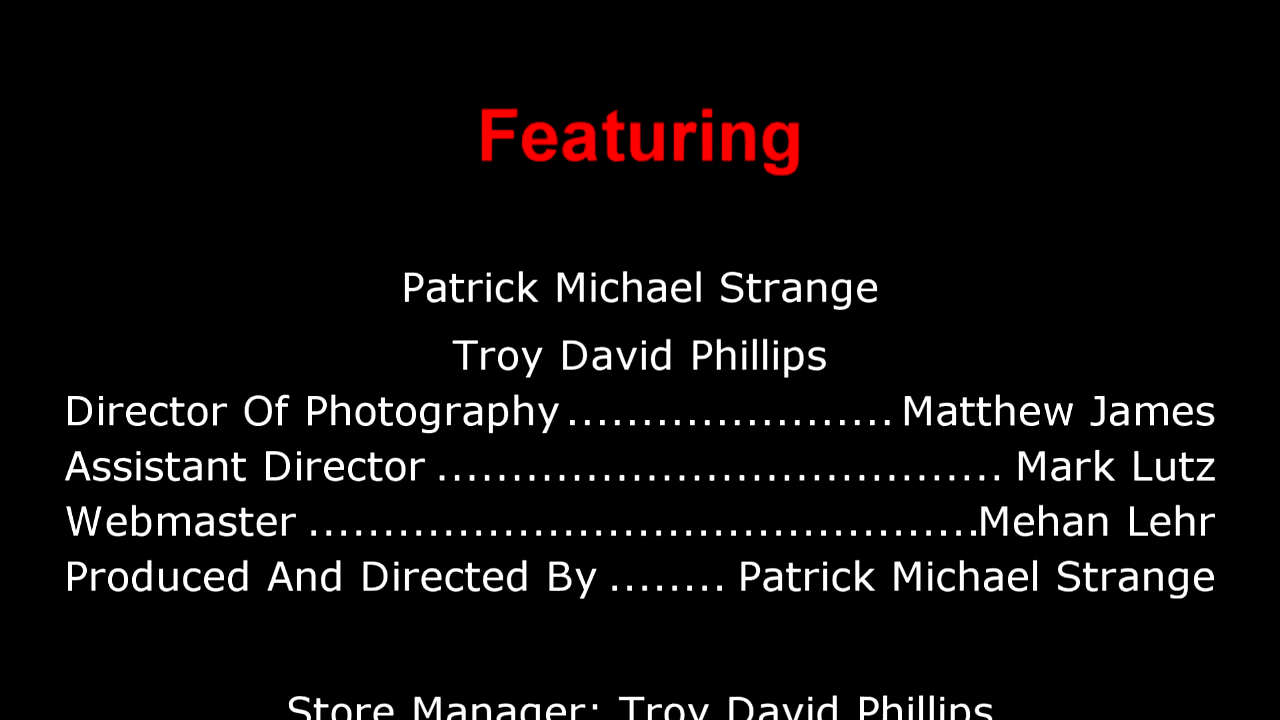 Featuring
Patrick Michael Strange
Troy David Phillips
Director Of Photography ...................... Matthew James
Assistant Director ...................................... Mark Lutz
Webmaster .............................................Mehan Lehr
Produced And Directed By ........ Patrick Michael Strange
Store Manager: Troy David Phillips